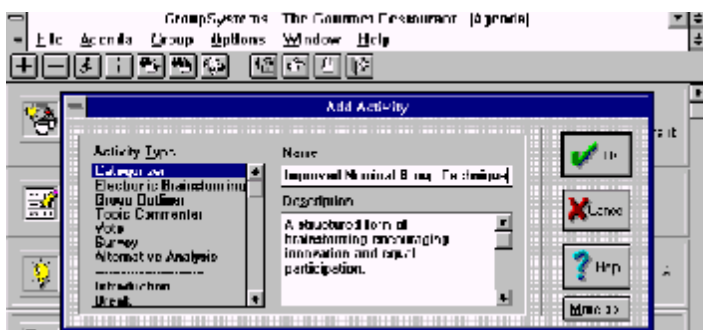 GroupSystems The Gourmet Restaurant [Agenda]
File Agenda Group Options Window Help
Add Activity
Activity Type
Categorizer
Electronic Brainstorming
Group Outliner
Topic Commenter
Vote
Survey
Alternative Analysis
--------------------
Introduction
Break
Name
Improved Nominal Group Technique
Description
A structured form of
brainstorming encouraging
innovation and equal
participation.
OK
Cancel
Help
More >>